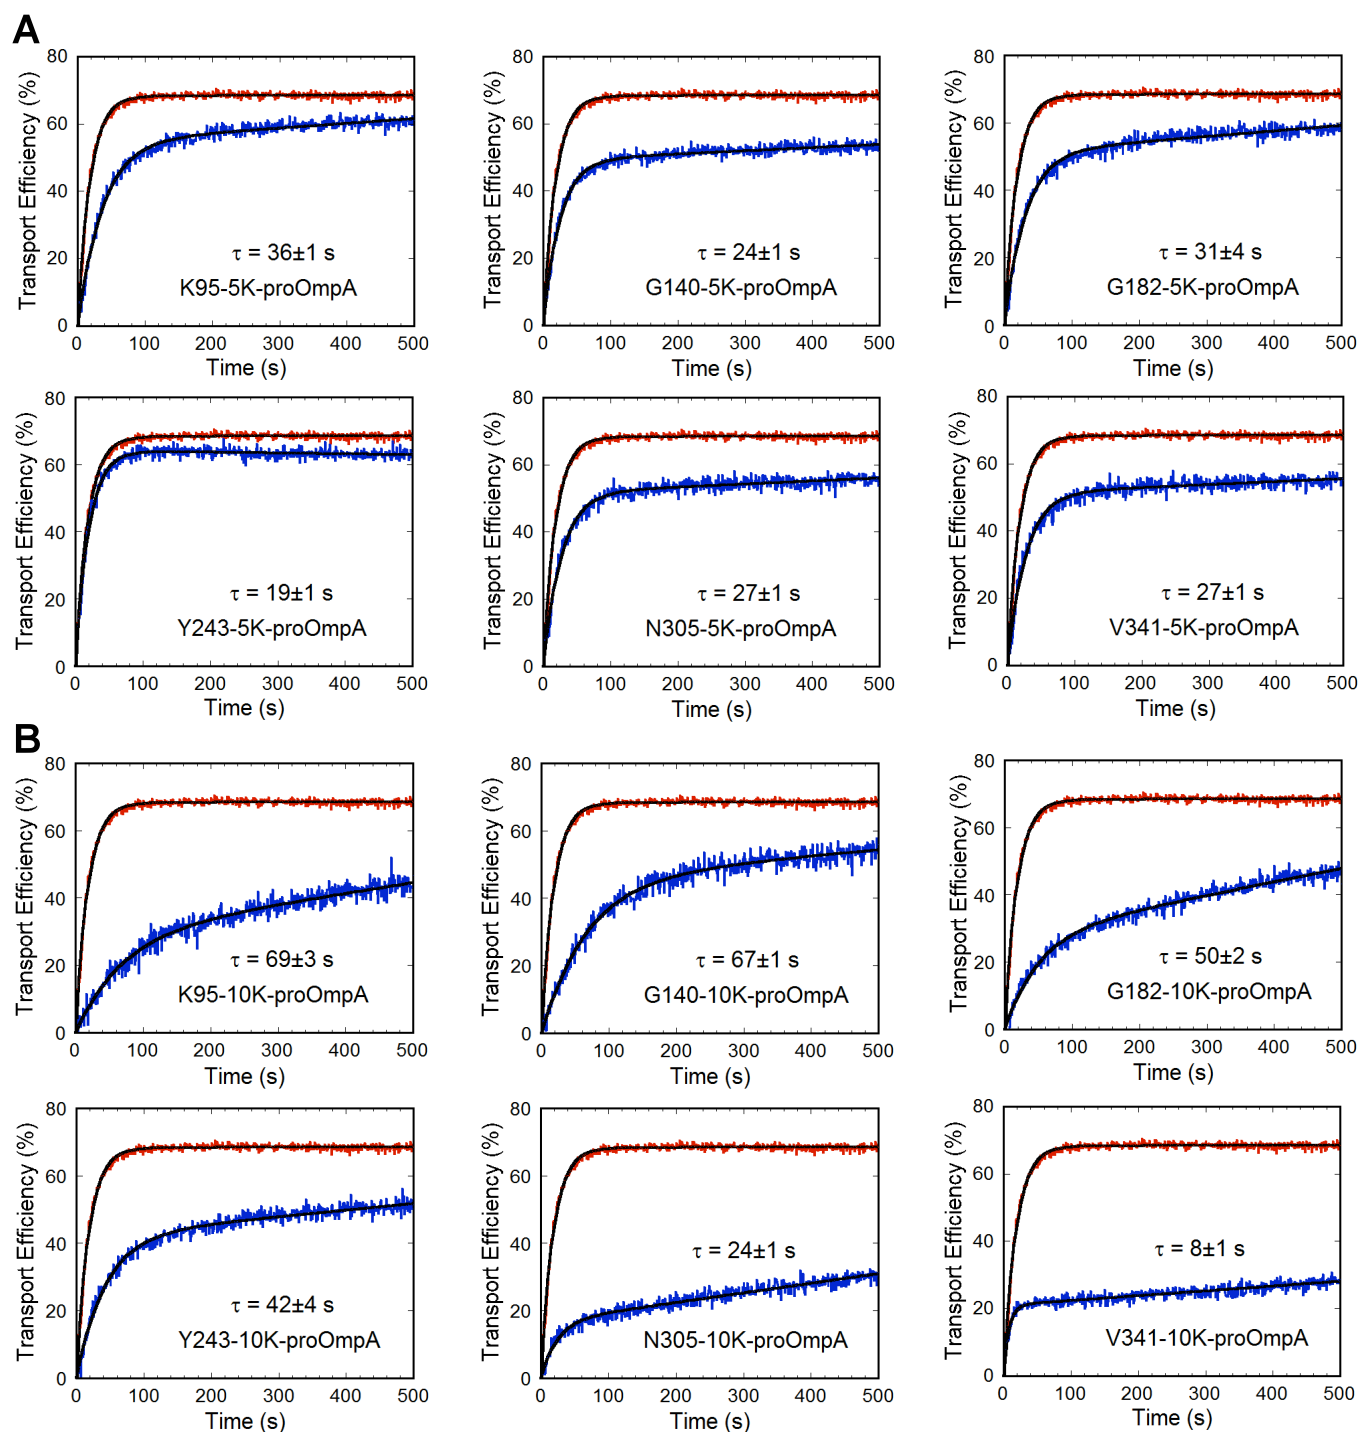 A
Transport Efficiency (%)
80
60
40
20
0
τ = 36±1 s
K95-5K-proOmpA
0 100 200 300 400 500
Time (s)
Transport Efficiency (%)
80
60
40
20
0
τ = 24±1 s
G140-5K-proOmpA
0 100 200 300 400 500
Time (s)
Transport Efficiency (%)
80
60
40
20
0
τ = 31±4 s
G182-5K-proOmpA
0 100 200 300 400 500
Time (s)
Transport Efficiency (%)
80
60
40
20
0
τ = 19±1 s
Y243-5K-proOmpA
0 100 200 300 400 500
Time (s)
Transport Efficiency (%)
80
60
40
20
0
τ = 27±1 s
N305-5K-proOmpA
0 100 200 300 400 500
Time (s)
Transport Efficiency (%)
80
60
40
20
0
τ = 27±1 s
V341-5K-proOmpA
0 100 200 300 400 500
Time (s)
B
Transport Efficiency (%)
80
60
40
20
0
τ = 69±3 s
K95-10K-proOmpA
0 100 200 300 400 500
Time (s)
Transport Efficiency (%)
80
60
40
20
0
τ = 67±1 s
G140-10K-proOmpA
0 100 200 300 400 500
Time (s)
Transport Efficiency (%)
80
60
40
20
0
τ = 50±2 s
G182-10K-proOmpA
0 100 200 300 400 500
Time (s)
Transport Efficiency (%)
80
60
40
20
0
τ = 42±4 s
Y243-10K-proOmpA
0 100 200 300 400 500
Time (s)
Transport Efficiency (%)
80
60
40
20
0
τ = 24±1 s
N305-10K-proOmpA
0 100 200 300 400 500
Time (s)
Transport Efficiency (%)
80
60
40
20
0
τ = 8±1 s
V341-10K-proOmpA
0 100 200 300 400 500
Time (s)